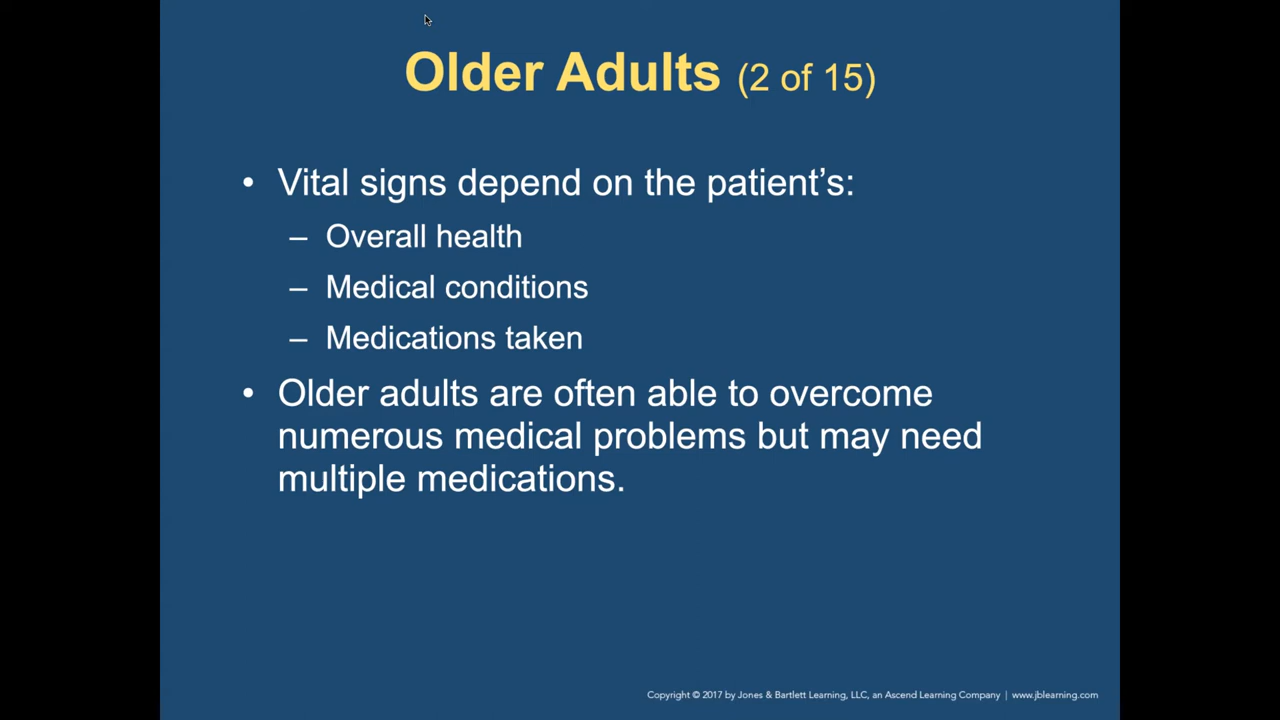 Older Adults (2 of 15)
• Vital signs depend on the patient’s:
– Overall health
– Medical conditions
– Medications taken
• Older adults are often able to overcome
numerous medical problems but may need
multiple medications.
Copyright © 2017 by Jones & Bartlett Learning, LLC, an Ascend Learning Company | www.jblearning.com